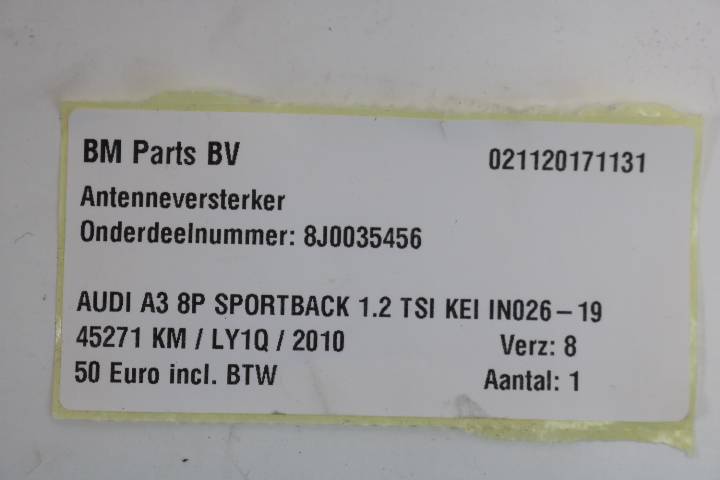 BM Parts BV 021120171131
Antenneversterker
Onderdeelnummer: 8J0035456
AUDI A3 8P SPORTBACK 1.2 TSI KEI IN026-19
45271 KM / LY1Q / 2010 Verz: 8
50 Euro incl. BTW Aantal: 1